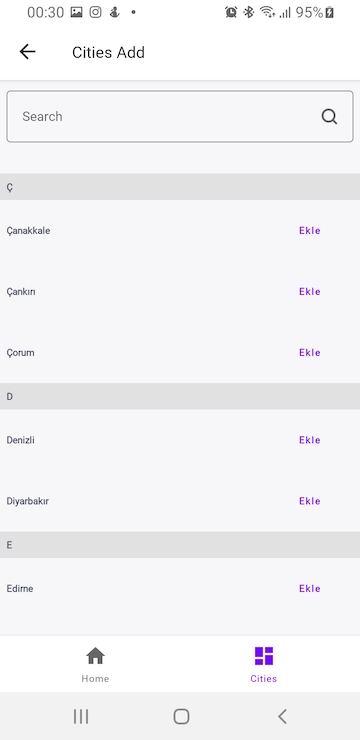 00:30
95%
Cities Add
Search
Ç
Çanakkale Ekle
Çankırı Ekle
Çorum Ekle
D
Denizli Ekle
Diyarbakır Ekle
E
Edirne Ekle
Home Cities